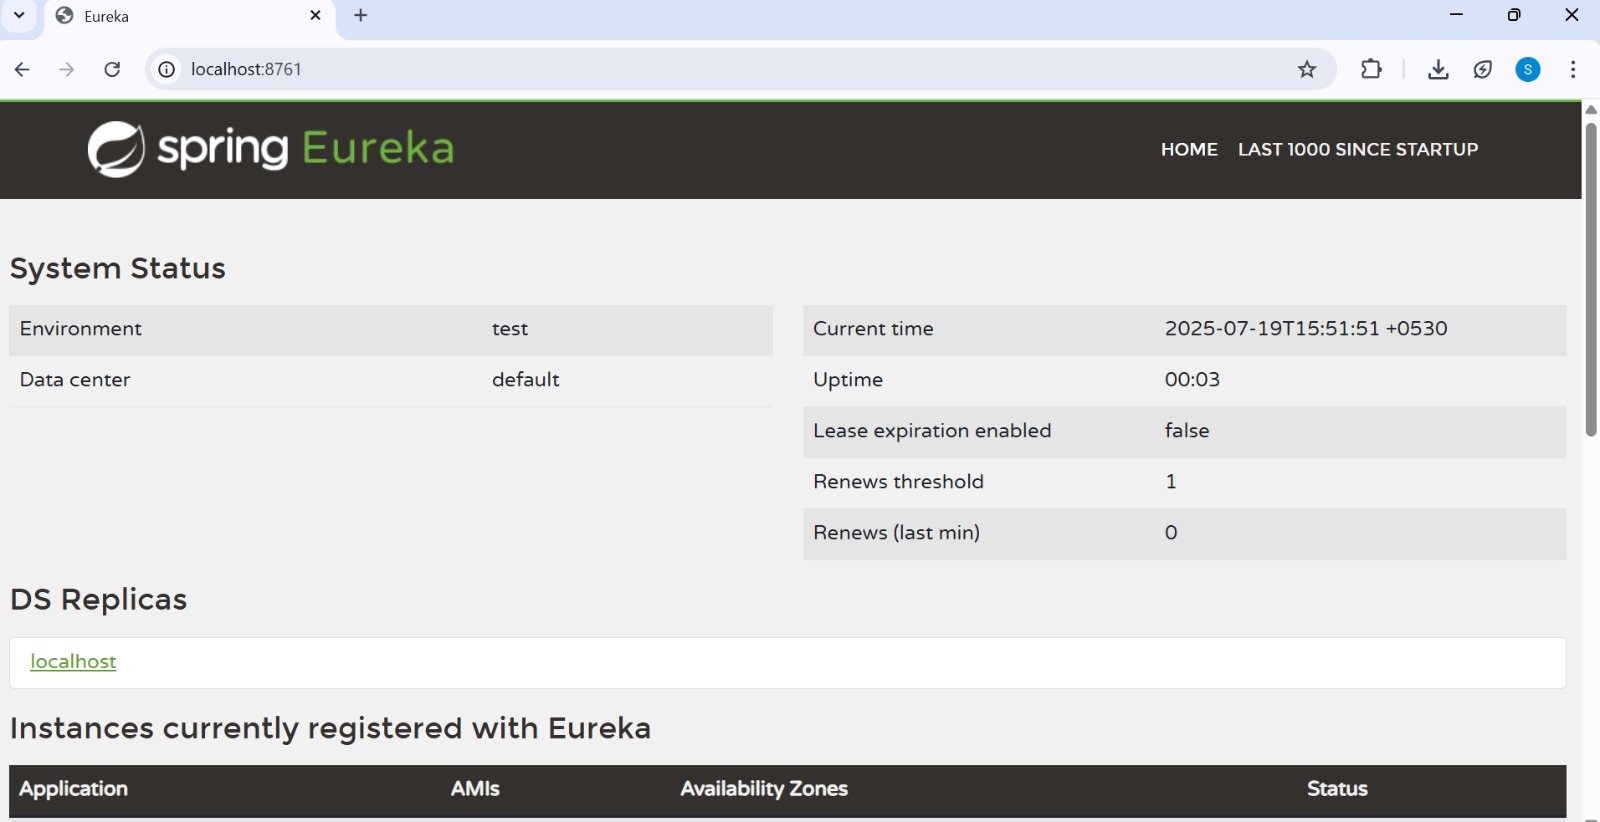 Eureka
localhost:8761
S
spring Eureka
HOME LAST 1000 SINCE STARTUP
System Status
Environment test
Data center default
Current time 2025-07-19T15:51:51 +0530
Uptime 00:03
Lease expiration enabled false
Renews threshold 1
Renews (last min) 0
DS Replicas
localhost
Instances currently registered with Eureka
Application AMIs Availability Zones Status